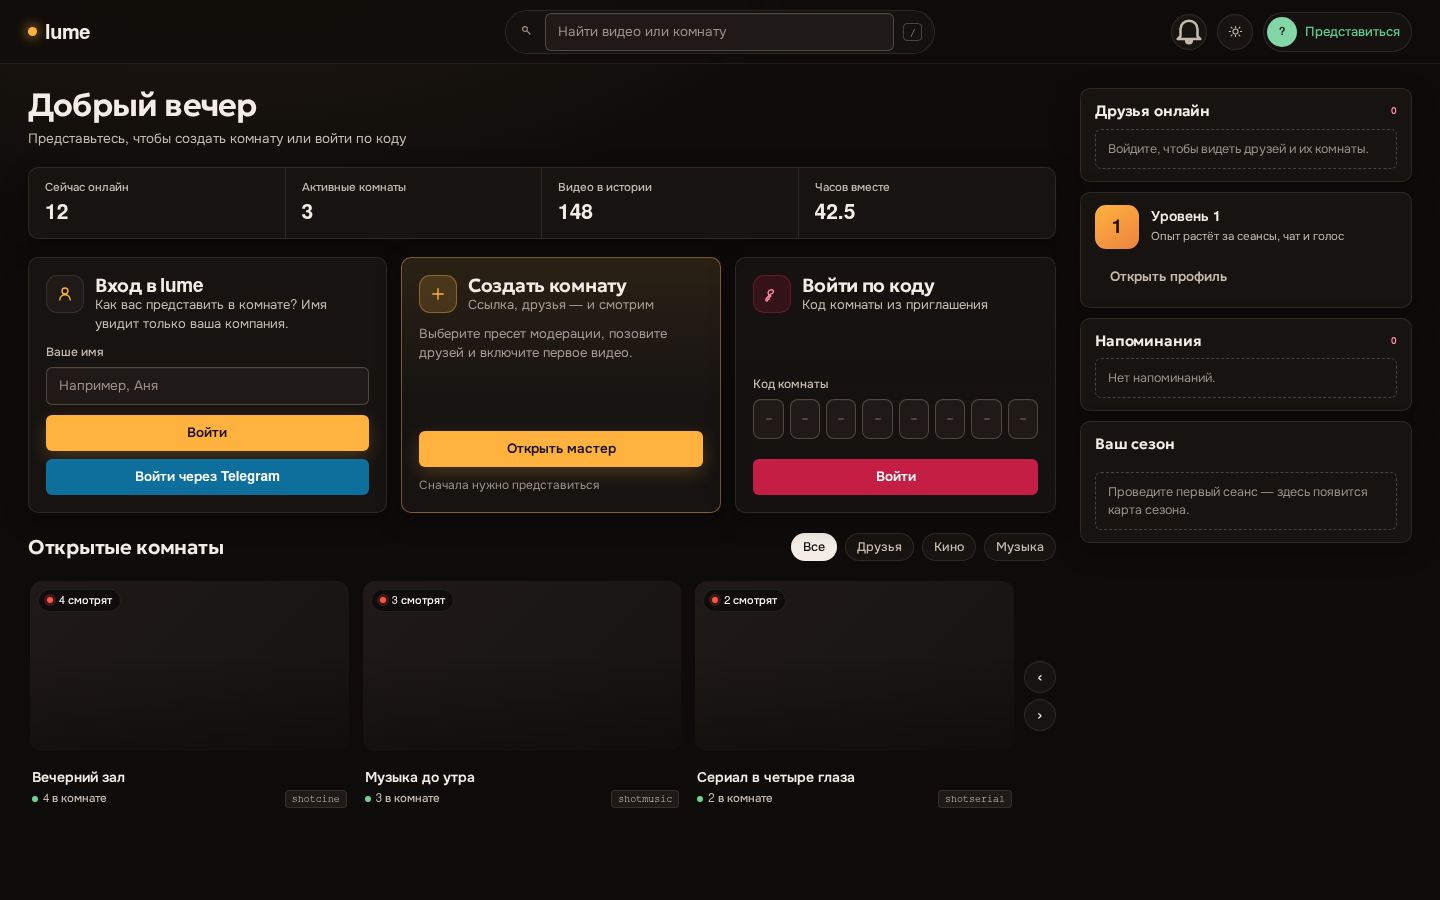 lume
Найти видео или комнату
/
?
Представиться
Добрый вечер
Представьтесь, чтобы создать комнату или войти по коду
Сейчас онлайн
12
Активные комнаты
3
Видео в истории
148
Часов вместе
42.5
Вход в lume
Как вас представить в комнате? Имя
увидит только ваша компания.
Ваше имя
Например, Аня
Войти
Войти через Telegram
Создать комнату
Ссылка, друзья — и смотрим
Выберите пресет модерации, позовите
друзей и включите первое видео.
Открыть мастер
Сначала нужно представиться
Войти по коду
Код комнаты из приглашения
Код комнаты
– – – – – – – –
Войти
Открытые комнаты
Все
Друзья
Кино
Музыка
4 смотрят
Вечерний зал
4 в комнате
shotcine
3 смотрят
Музыка до утра
3 в комнате
shotmusic
2 смотрят
Сериал в четыре глаза
2 в комнате
shotserial
‹
›
Друзья онлайн
0
Войдите, чтобы видеть друзей и их комнаты.
1
Уровень 1
Опыт растёт за сеансы, чат и голос
Открыть профиль
Напоминания
0
Нет напоминаний.
Ваш сезон
Проведите первый сеанс — здесь появится
карта сезона.